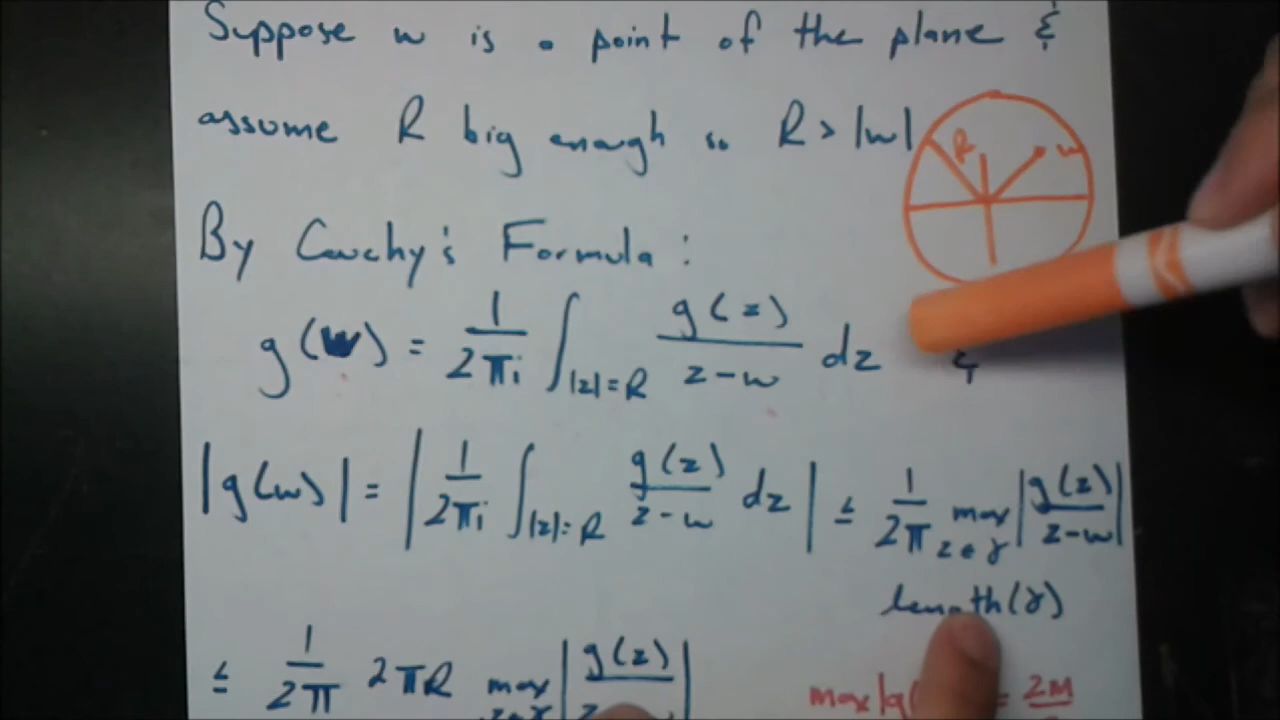 Suppose w is a point of the plane &
assume R big enough so R > |w|
R w
By Cauchy's Formula :
g(w) = 1/2πi ∫_{|z|=R} g(z)/z-w dz &
|g(w)| = | 1/2πi ∫_{|z|=R} g(z)/z-w dz | ≤ 1/2π max_{z∈γ} | g(z)/z-w |
length(γ)
≤ 1/2π 2πR max | g(z) |
max |g( = 2M